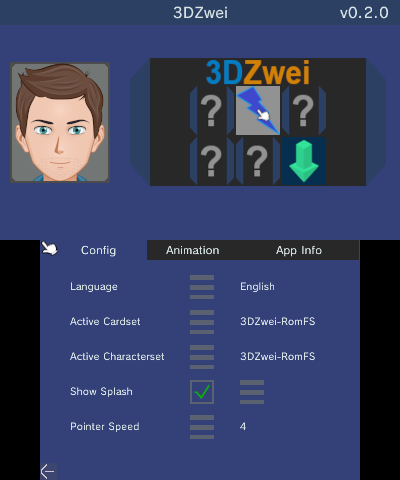 3DZwei v0.2.0
3DZwei
? ?
? ?
Config Animation App Info
Language English
Active Cardset 3DZwei-RomFS
Active Characterset 3DZwei-RomFS
Show Splash
Pointer Speed 4